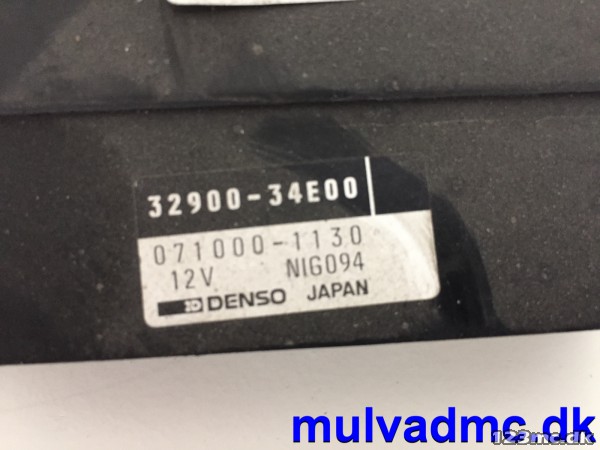 32900-34E00
071000-1130
12V NIG094
DENSO JAPAN
mulvadmc.dk
123mc.dk